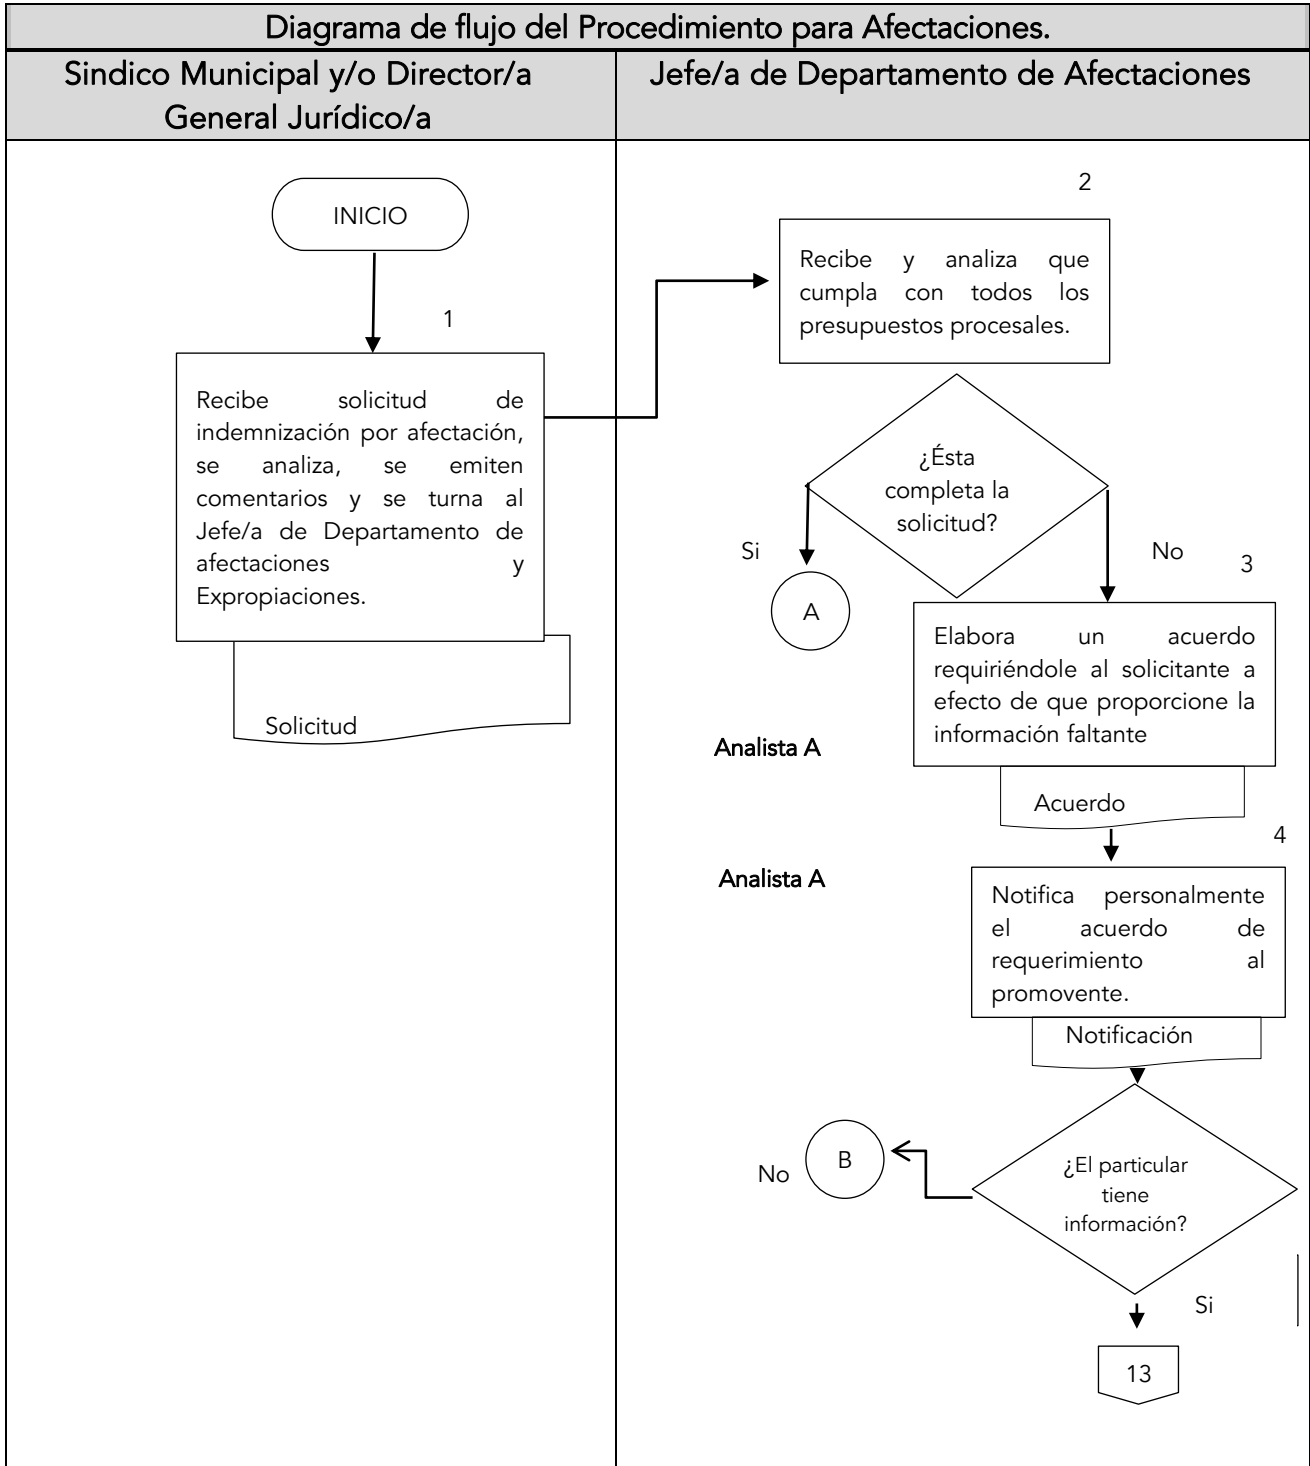 Diagrama de flujo del Procedimiento para Afectaciones.
Sindico Municipal y/o Director/a
General Jurídico/a
Jefe/a de Departamento de Afectaciones
INICIO
1
Recibe solicitud de
indemnización por afectación,
se analiza, se emiten
comentarios y se turna al
Jefe/a de Departamento de
afectaciones y
Expropiaciones.
Solicitud
2
Recibe y analiza que
cumpla con todos los
presupuestos procesales.
¿Ésta
completa la
solicitud?
Si
No
A
3
Elabora un acuerdo
requiriéndole al solicitante a
efecto de que proporcione la
información faltante
Analista A
Acuerdo
4
Analista A
Notifica personalmente
el acuerdo de
requerimiento al
promovente.
Notificación
¿El particular
tiene
información?
No
B
Si
13